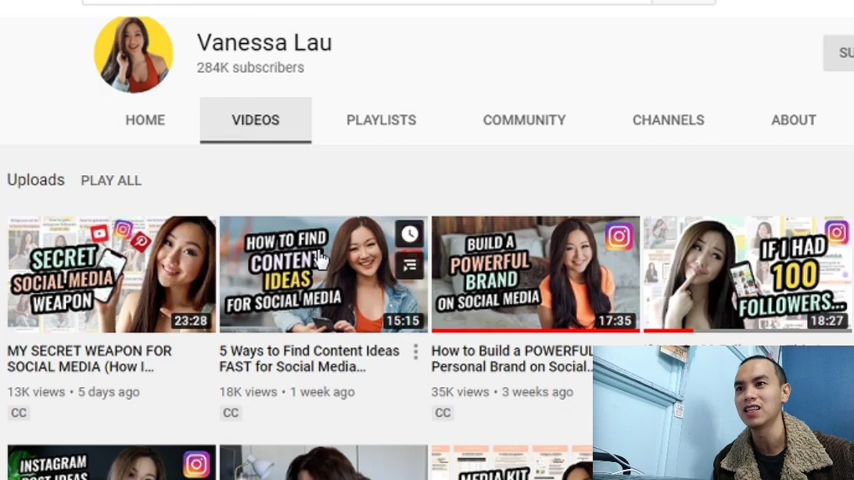 Vanessa Lau
284K subscribers
SU
HOME VIDEOS PLAYLISTS COMMUNITY CHANNELS ABOUT
Uploads PLAY ALL
SECRET
SOCIAL MEDIA
WEAPON
23:28
HOW TO FIND
CONTENT
IDEAS
FOR SOCIAL MEDIA
15:15
BUILD A
POWERFUL
BRAND
ON SOCIAL MEDIA
17:35
IF I HAD
100
FOLLOWERS...
18:27
MY SECRET WEAPON FOR
SOCIAL MEDIA (How I...
13K views • 5 days ago
CC
5 Ways to Find Content Ideas
FAST for Social Media...
18K views • 1 week ago
CC
How to Build a POWERFUL
Personal Brand on Social...
35K views • 3 weeks ago
CC
INSTAGRAM
POST IDEAS
MEDIA KIT